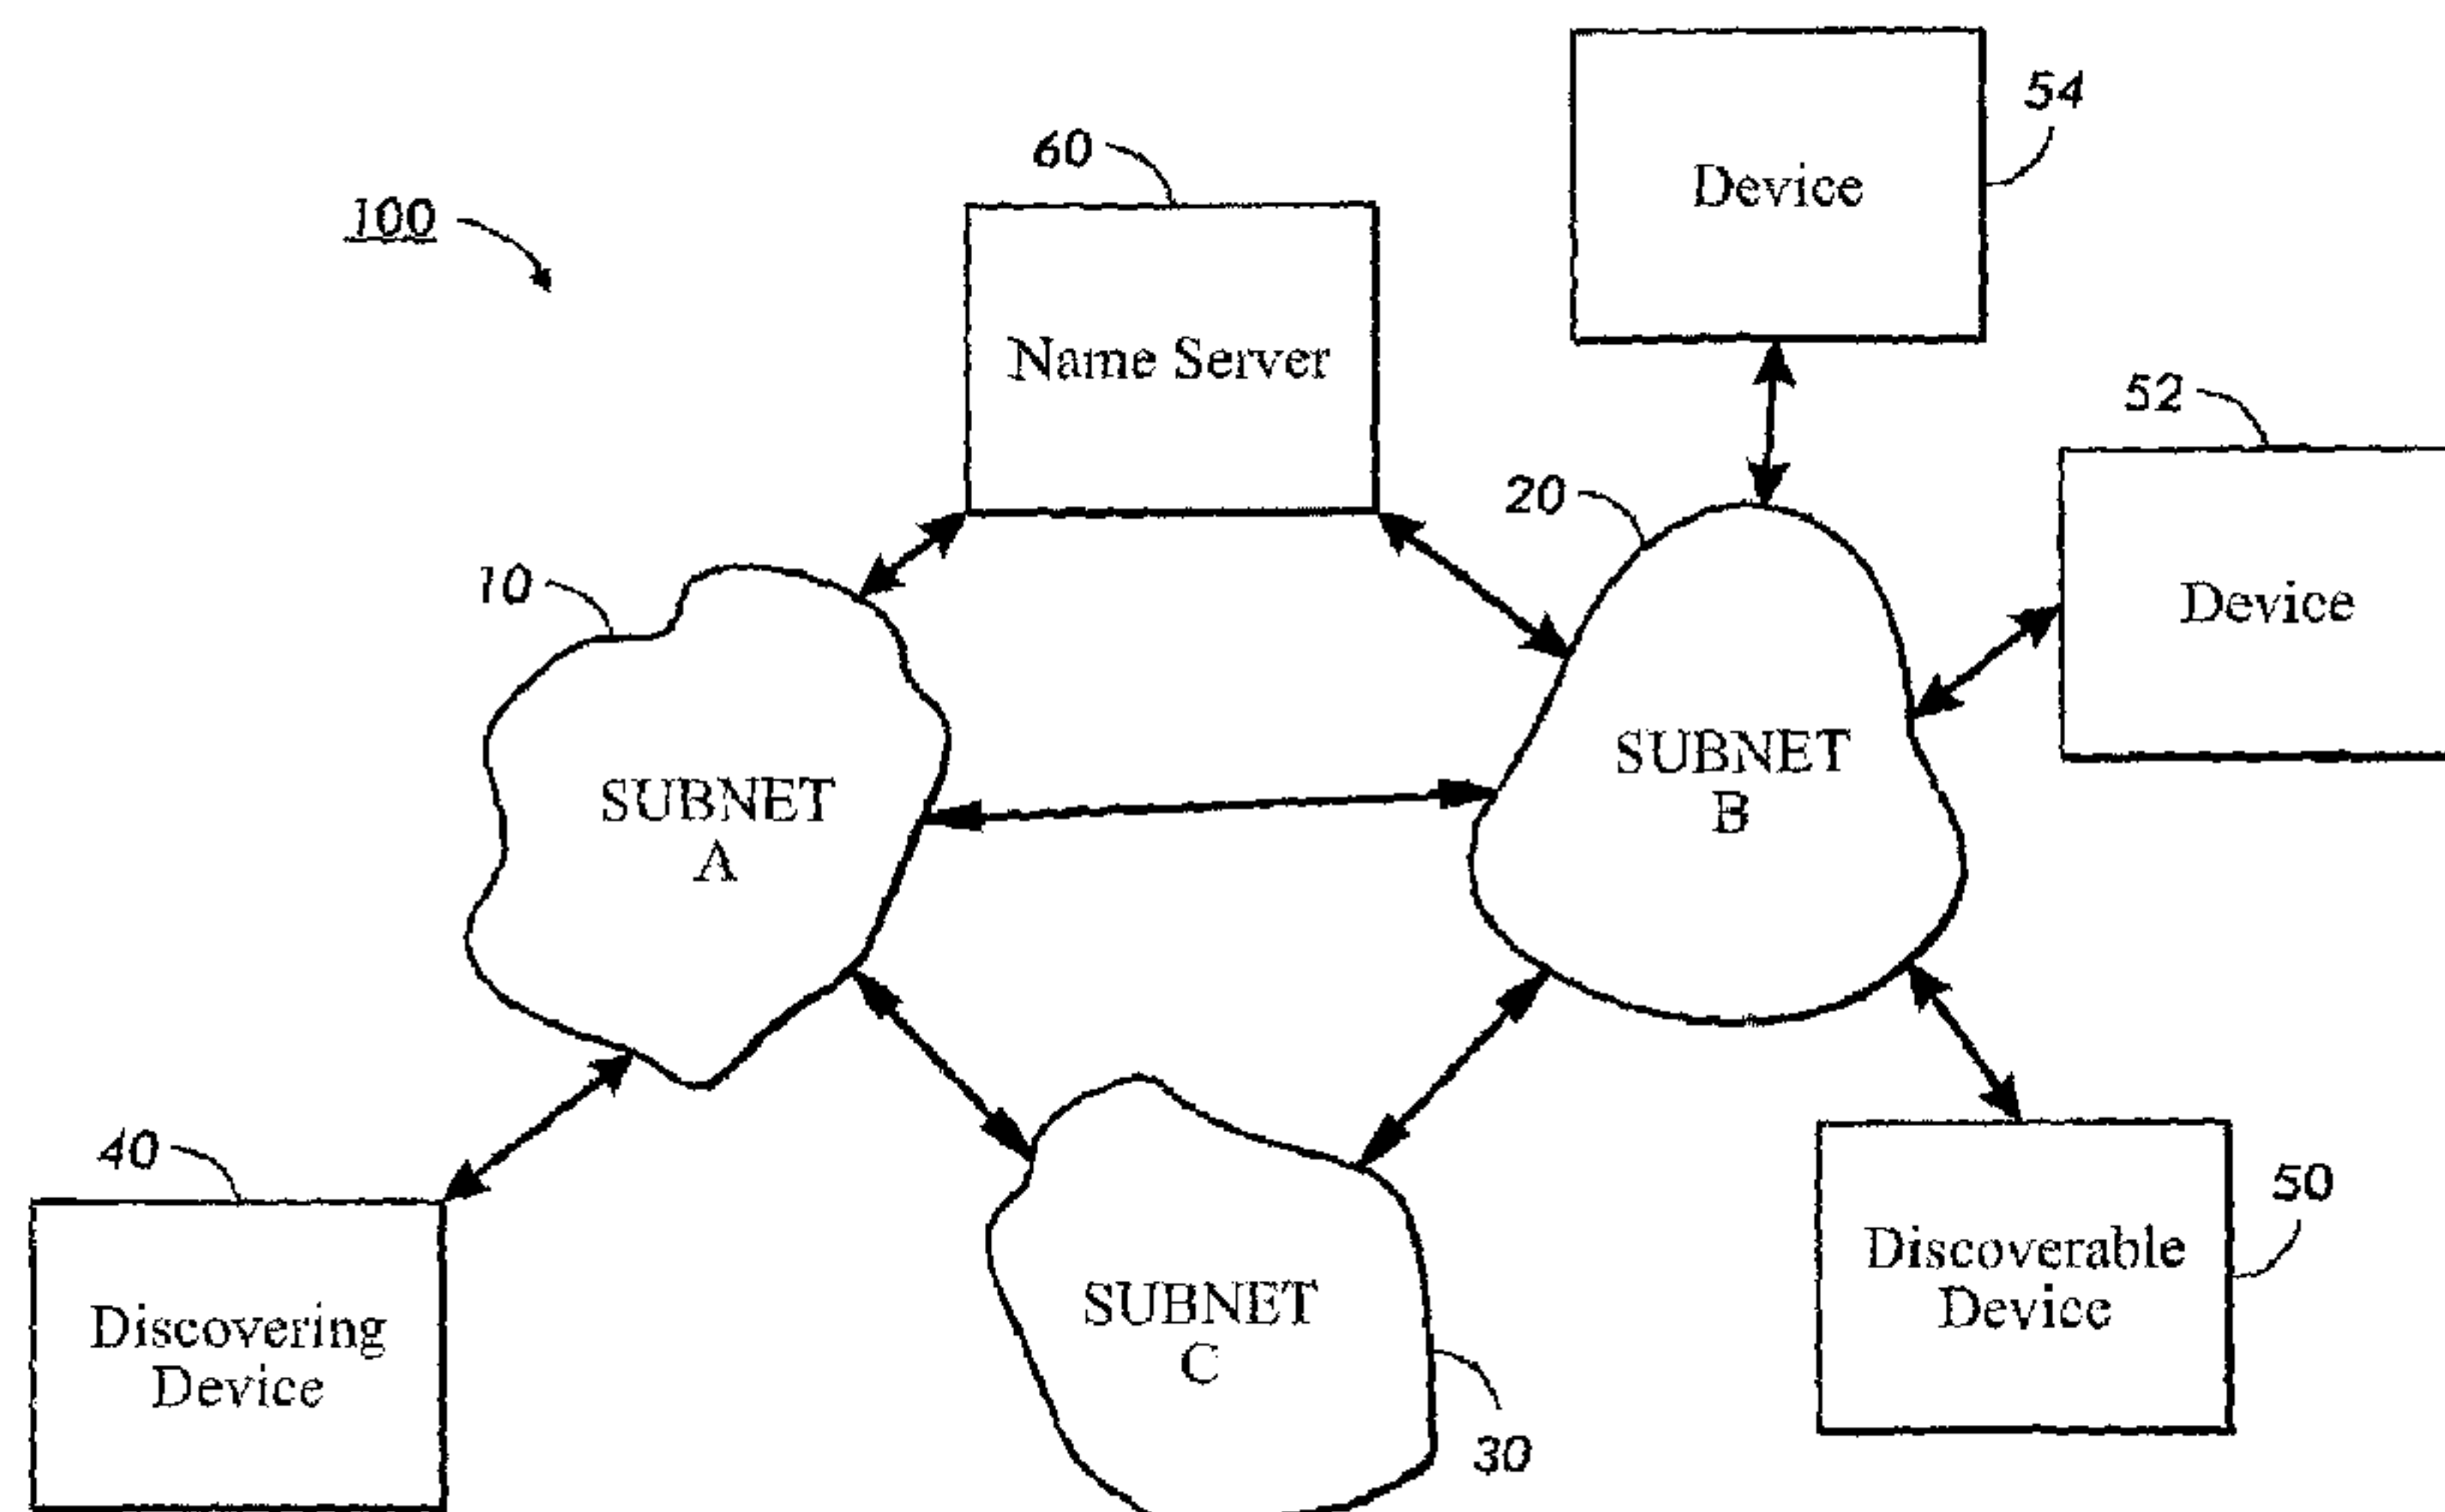 54
Device
60
100
Name Server
52
Device
20
10
SUBNET
B
SUBNET
A
40
Discovering
Device
SUBNET
C
30
50
Discoverable
Device